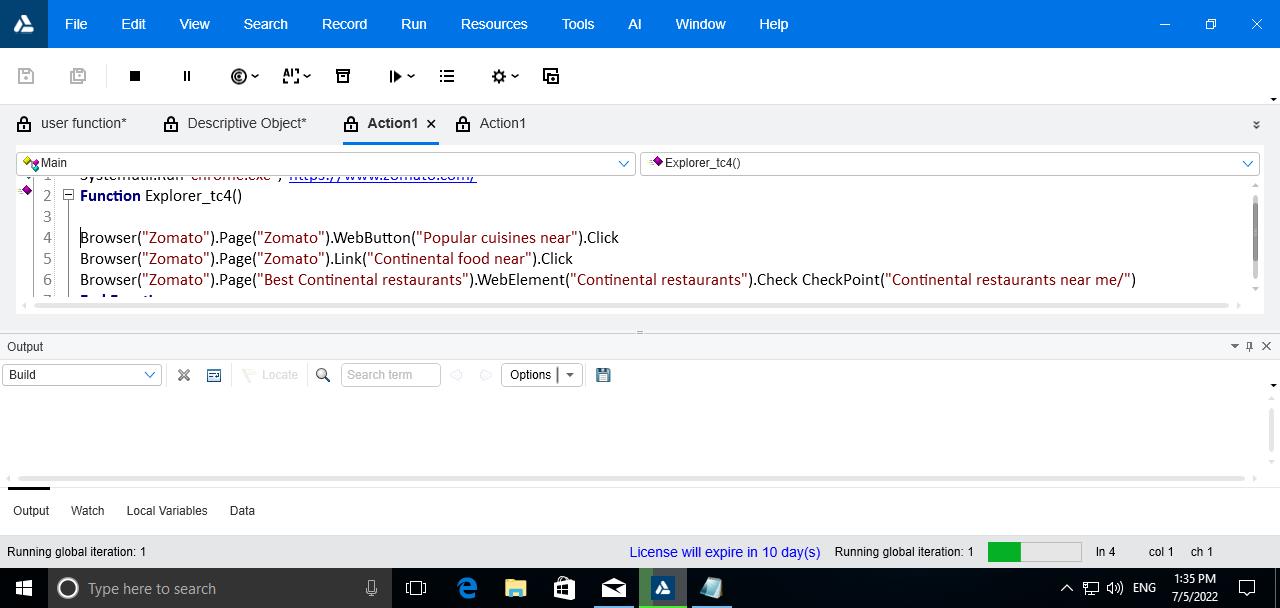 File Edit View Search Record Run Resources Tools AI Window Help
user function* Descriptive Object* Action1 Action1
Main Explorer_tc4()
1 SystemUtil.Run "chrome.exe", "https://www.zomato.com/"
2 Function Explorer_tc4()
3
4 Browser("Zomato").Page("Zomato").WebButton("Popular cuisines near").Click
5 Browser("Zomato").Page("Zomato").Link("Continental food near").Click
6 Browser("Zomato").Page("Best Continental restaurants").WebElement("Continental restaurants").Check CheckPoint("Continental restaurants near me/")
7 End Function
Output
Build Locate Search term Options
Output Watch Local Variables Data
Running global iteration: 1 License will expire in 10 day(s) Running global iteration: 1 ln 4 col 1 ch 1
Type here to search ENG 1:35 PM
7/5/2022